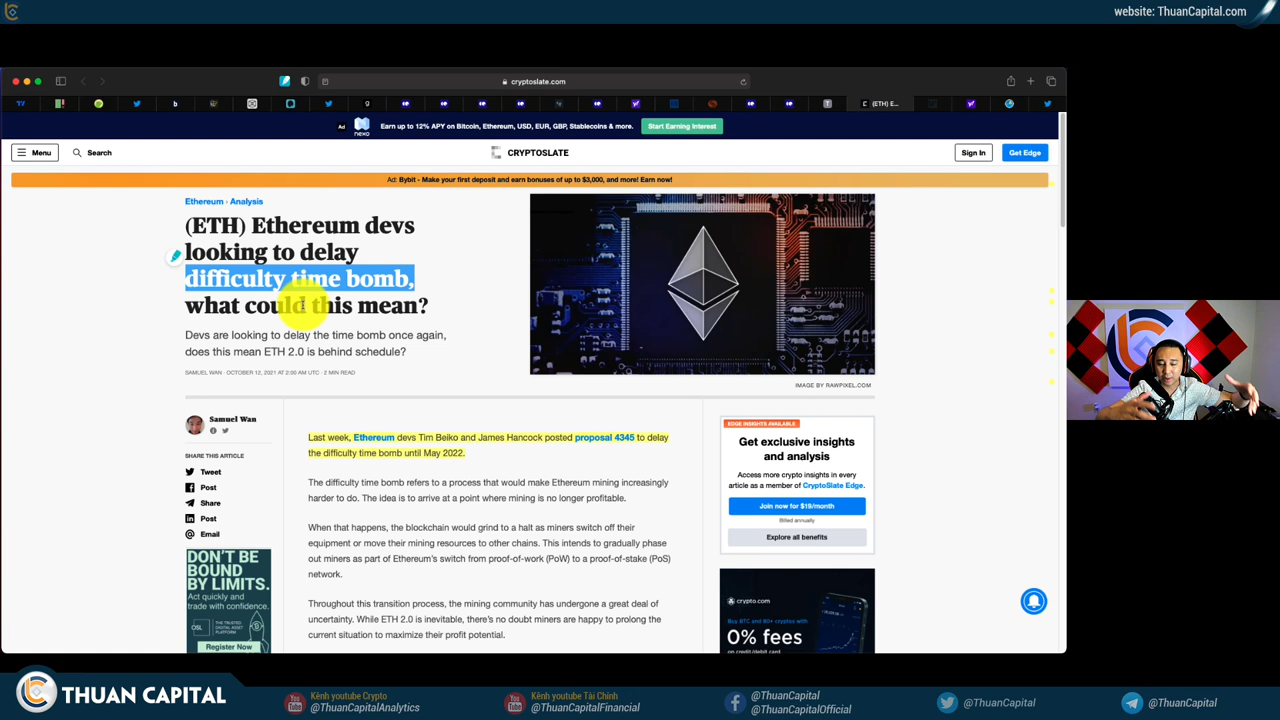 website: ThuanCapital.com
cryptoslate.com
(ETH) E...
Ad
nexo
Earn up to 12% APY on Bitcoin, Ethereum, USD, EUR, GBP, Stablecoins & more.
Start Earning Interest
Menu
Search
CRYPTOSLATE
Sign In
Get Edge
Ad: Bybit - Make your first deposit and earn bonuses of up to $3,000, and more! Earn now!
Ethereum › Analysis
(ETH) Ethereum devs
looking to delay
difficulty time bomb,
what could this mean?
Devs are looking to delay the time bomb once again,
does this mean ETH 2.0 is behind schedule?
SAMUEL WAN · OCTOBER 12, 2021 AT 2:00 AM UTC · 2 MIN READ
IMAGE BY RAWPIXEL.COM
Samuel Wan
SHARE THIS ARTICLE
Tweet
Post
Share
Post
Email
DON'T BE
BOUND
BY LIMITS.
Act quickly and
trade with confidence.
OSL
Register Now
Last week, Ethereum devs Tim Beiko and James Hancock posted proposal 4345 to delay
the difficulty time bomb until May 2022.
The difficulty time bomb refers to a process that would make Ethereum mining increasingly
harder to do. The idea is to arrive at a point where mining is no longer profitable.
When that happens, the blockchain would grind to a halt as miners switch off their
equipment or move their mining resources to other chains. This intends to gradually phase
out miners as part of Ethereum's switch from proof-of-work (PoW) to a proof-of-stake (PoS)
network.
Throughout this transition process, the mining community has undergone a great deal of
uncertainty. While ETH 2.0 is inevitable, there's no doubt miners are happy to prolong the
current situation to maximize their profit potential.
EDGE INSIGHTS AVAILABLE
Get exclusive insights
and analysis
Access more crypto insights in every
article as a member of CryptoSlate Edge.
Join now for $19/month
Billed annually
Explore all benefits
crypto.com
Buy BTC and 80+ cryptos with
0% fees
on credit/debit card
THUAN CAPITAL
Kênh youtube Crypto
@ThuanCapitalAnalytics
Kênh youtube Tài Chính
@ThuanCapitalFinancial
@ThuanCapital
@ThuanCapitalOfficial
@ThuanCapital
@ThuanCapital